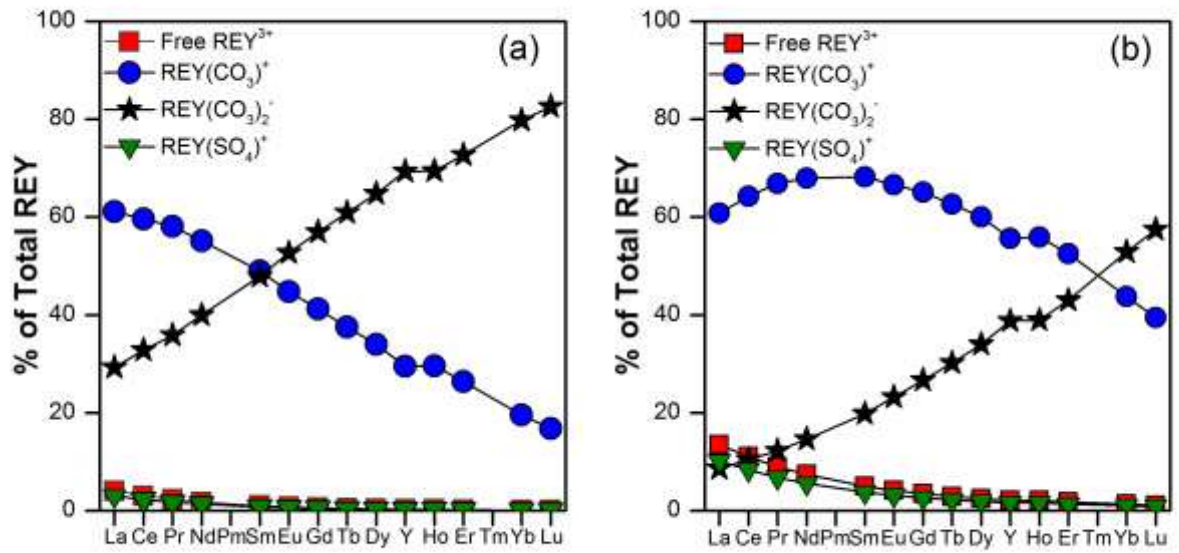 100
80
60
40
20
0
% of Total REY
(a)
Free REY³⁺
REY(CO₃)⁺
REY(CO₃)₂⁻
REY(SO₄)⁺
La Ce Pr Nd Pm Sm Eu Gd Tb Dy Y Ho Er Tm Yb Lu
100
80
60
40
20
0
% of Total REY
(b)
Free REY³⁺
REY(CO₃)⁺
REY(CO₃)₂⁻
REY(SO₄)⁺
La Ce Pr Nd Pm Sm Eu Gd Tb Dy Y Ho Er Tm Yb Lu